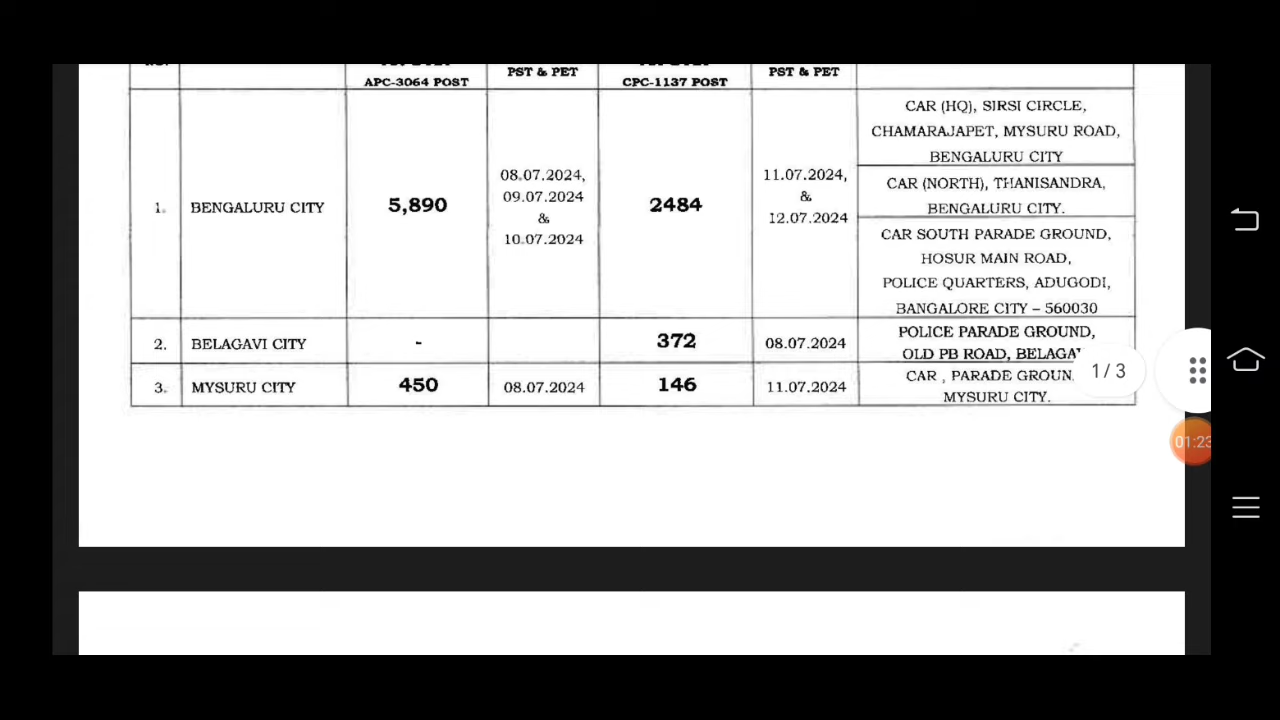 PST & PET
PST & PET
APC-3064 POST
CPC-1137 POST
CAR (HQ), SIRSI CIRCLE,
CHAMARAJAPET, MYSURU ROAD,
BENGALURU CITY
1.
BENGALURU CITY
5,890
08.07.2024,
09.07.2024
&
10.07.2024
2484
11.07.2024,
&
12.07.2024
CAR (NORTH), THANISANDRA,
BENGALURU CITY.
CAR SOUTH PARADE GROUND,
HOSUR MAIN ROAD,
POLICE QUARTERS, ADUGODI,
BANGALORE CITY – 560030
2.
BELAGAVI CITY
-
372
08.07.2024
POLICE PARADE GROUND,
OLD PB ROAD,
3.
MYSURU CITY
450
08.07.2024
146
11.07.2024
CAR , PARADE
MYSURU CITY.
1 / 3
01:23